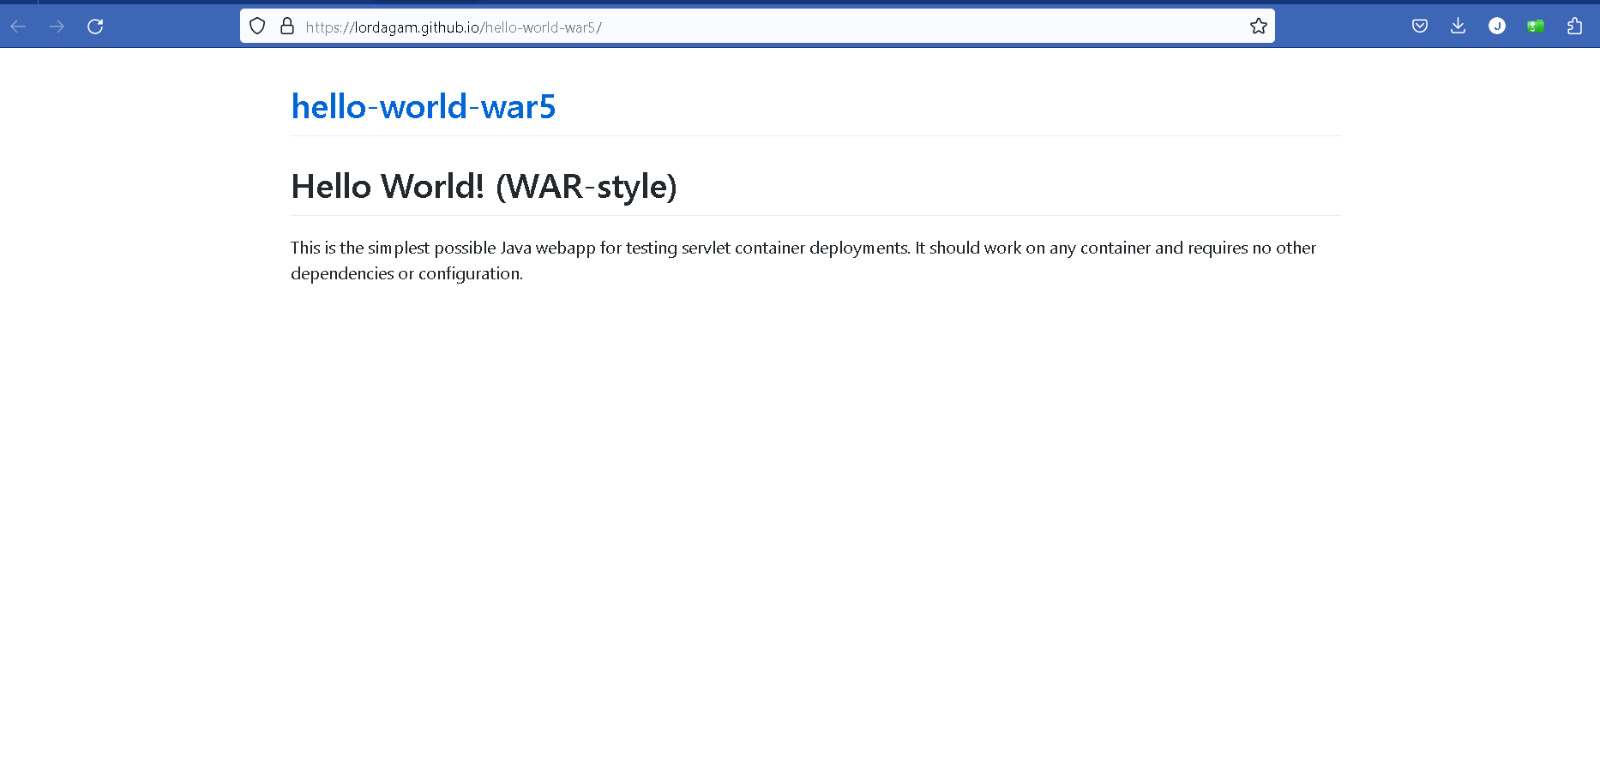 https://lordagam.github.io/hello-world-war5/
J
hello-world-war5
Hello World! (WAR-style)
This is the simplest possible Java webapp for testing servlet container deployments. It should work on any container and requires no other
dependencies or configuration.